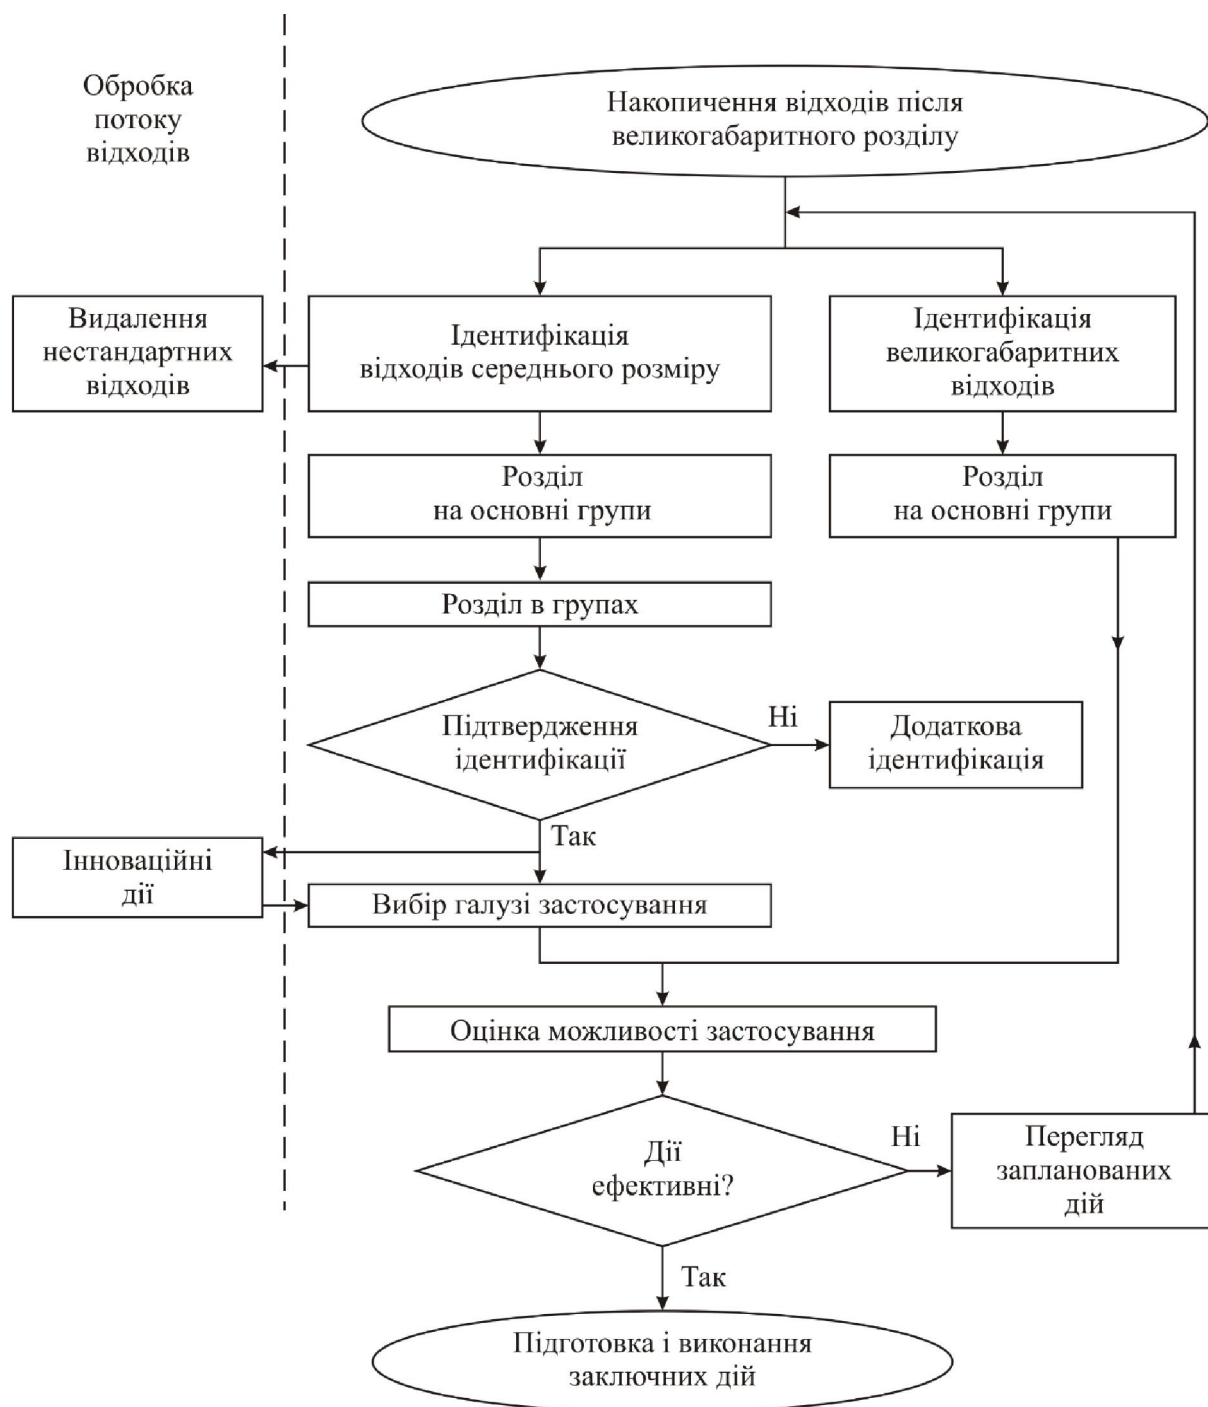 Обробка
потоку
відходів
Накопичення відходів після
великогабаритного розділу
Видалення
нестандартних
відходів
Ідентифікація
відходів середнього розміру
Ідентифікація
великогабаритних
відходів
Розділ
на основні групи
Розділ
на основні групи
Розділ в групах
Підтвердження
ідентифікації
Ні
Додаткова
ідентифікація
Так
Інноваційні
дії
Вибір галузі застосування
Оцінка можливості застосування
Дії
ефективні?
Ні
Перегляд
запланованих
дій
Так
Підготовка і виконання
заключних дій